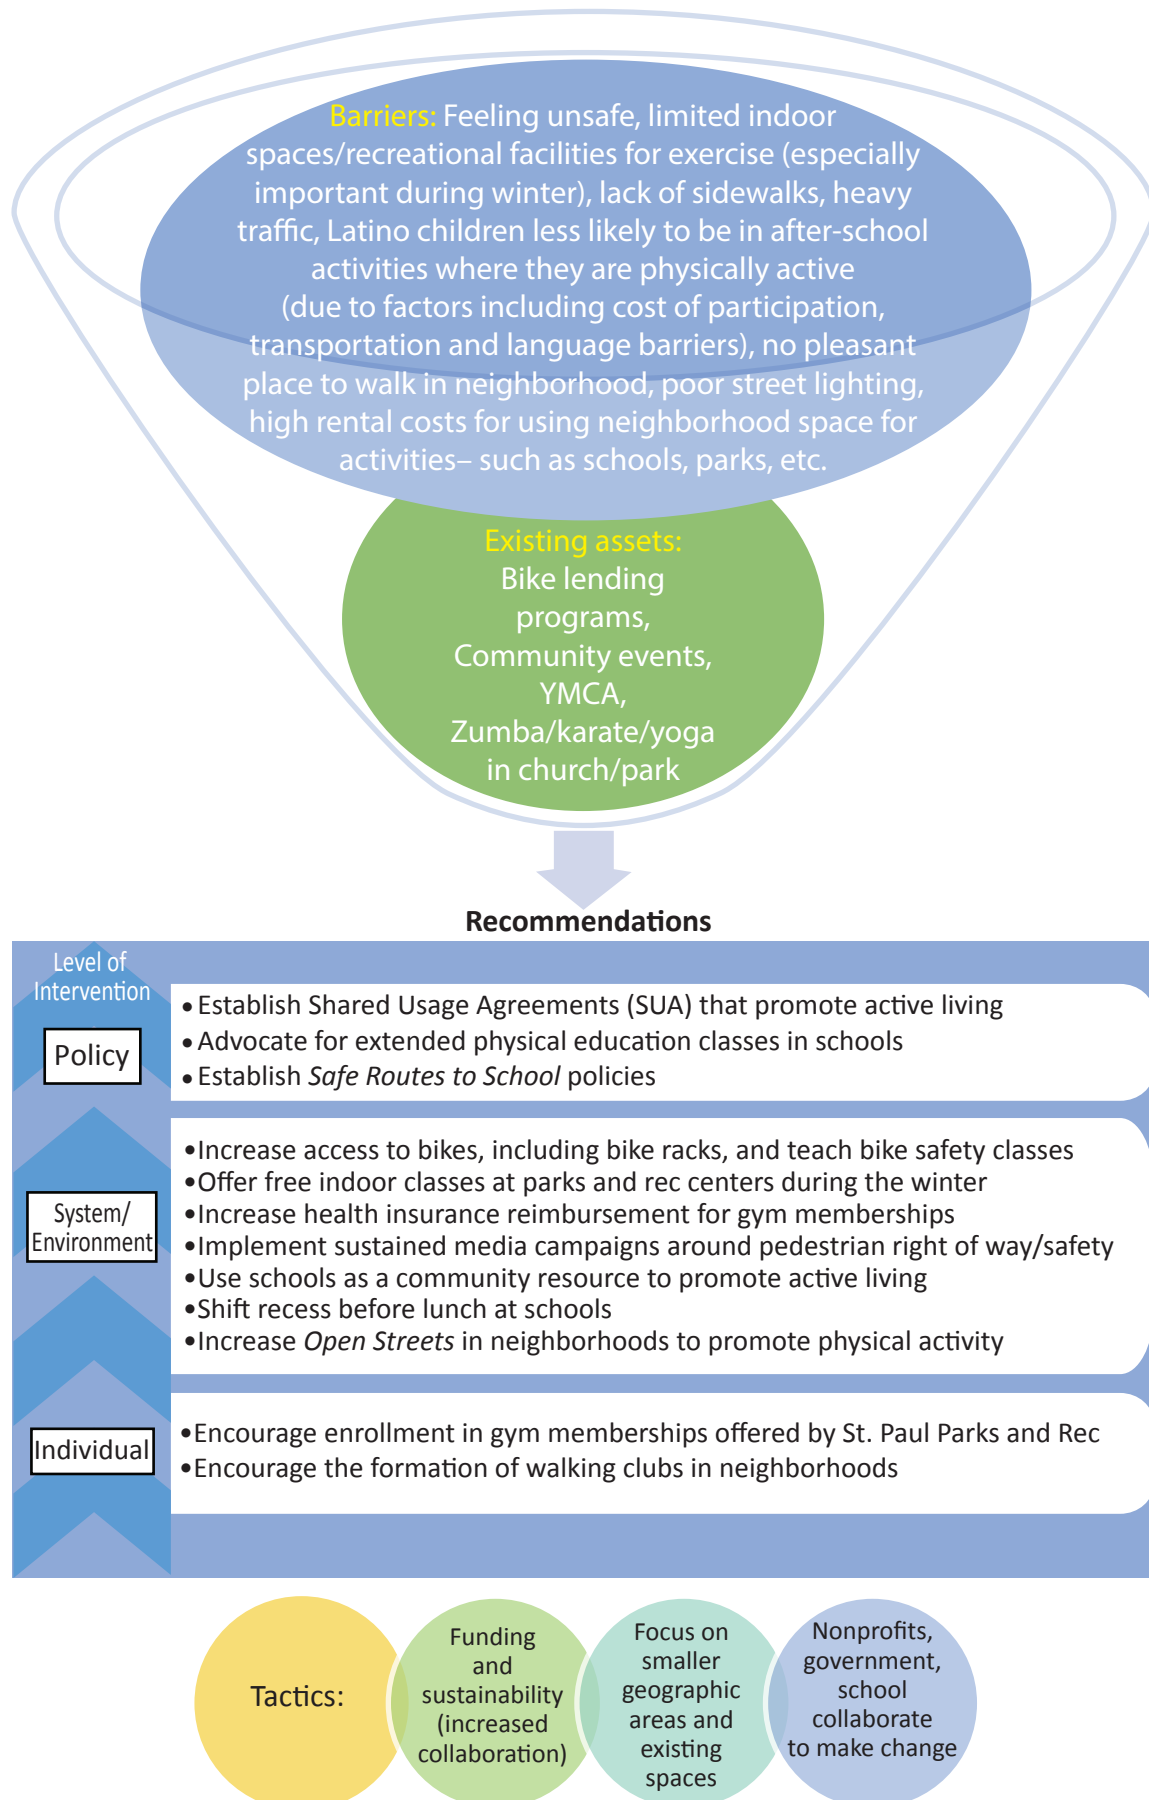 Barriers: Feeling unsafe, limited indoor
spaces/recreational facilities for exercise (especially
important during winter), lack of sidewalks, heavy
traffic, Latino children less likely to be in after-school
activities where they are physically active
(due to factors including cost of participation,
transportation and language barriers), no pleasant
place to walk in neighborhood, poor street lighting,
high rental costs for using neighborhood space for
activities– such as schools, parks, etc.
Existing assets:
Bike lending
programs,
Community events,
YMCA,
Zumba/karate/yoga
in church/park
Recommendations
Level of
Intervention
Policy
• Establish Shared Usage Agreements (SUA) that promote active living
• Advocate for extended physical education classes in schools
• Establish Safe Routes to School policies
System/
Environment
•Increase access to bikes, including bike racks, and teach bike safety classes
•Offer free indoor classes at parks and rec centers during the winter
•Increase health insurance reimbursement for gym memberships
•Implement sustained media campaigns around pedestrian right of way/safety
•Use schools as a community resource to promote active living
•Shift recess before lunch at schools
•Increase Open Streets in neighborhoods to promote physical activity
Individual
•Encourage enrollment in gym memberships offered by St. Paul Parks and Rec
•Encourage the formation of walking clubs in neighborhoods
Tactics:
Funding
and
sustainability
(increased
collaboration)
Focus on
smaller
geographic
areas and
existing
spaces
Nonprofits,
government,
school
collaborate
to make change